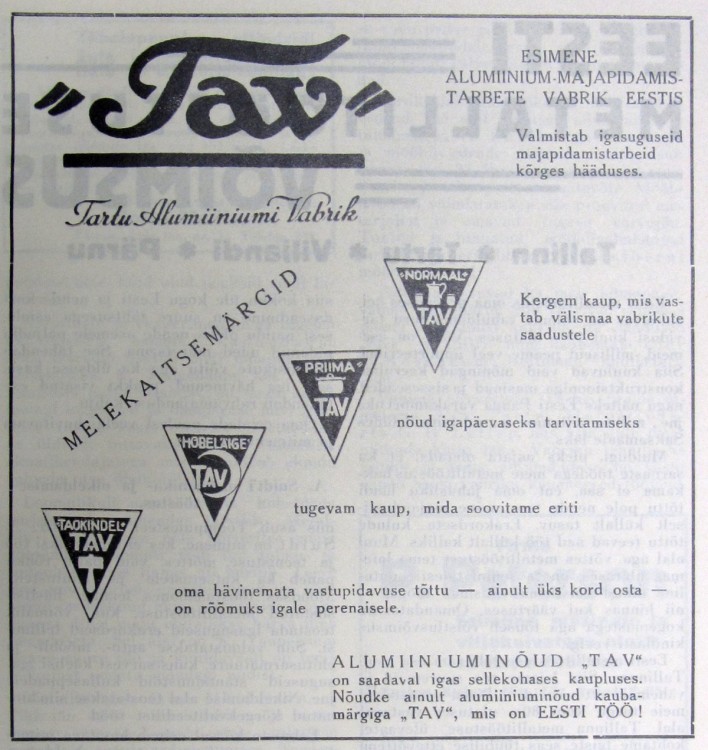 „Tav“
Tartu Alumiiniumi Vabrik
ESIMENE
ALUMIINIUM-MAJAPIDAMIS-
TARBETE VABRIK EESTIS
Valmistab igasuguseid
majapidamistarbeid
kõrges hääduses.
MEIE KAITSEMÄRGID
NORMAAL
TAV
Kergem kaup, mis vas-
tab välismaa vabrikute
saadustele
PRIIMA
TAV
nõud igapäevaseks tarvitamiseks
HÕBELÄIGE
TAV
tugevam kaup, mida soovitame eriti
TAOKINDEL
TAV
oma hävinemata vastupidavuse tõttu — ainult üks kord osta —
on rõõmuks igale perenaisele.
ALUMIINIUMINÕUD „TAV“
on saadaval igas sellekohases kaupluses.
Nõudke ainult alumiiniumnõud kauba-
märgiga „TAV“, mis on EESTI TÖÖ!